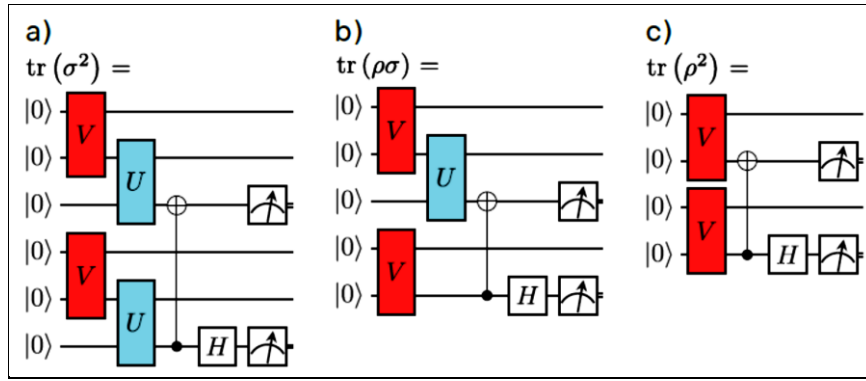 a) b) c)
tr (σ²) = tr (ρσ) = tr (ρ²) =
|0⟩ |0⟩ |0⟩
V V V
|0⟩ |0⟩ |0⟩
U U
|0⟩ |0⟩ |0⟩
V
|0⟩ |0⟩ |0⟩ H
V V
|0⟩ |0⟩ H
U
|0⟩ H